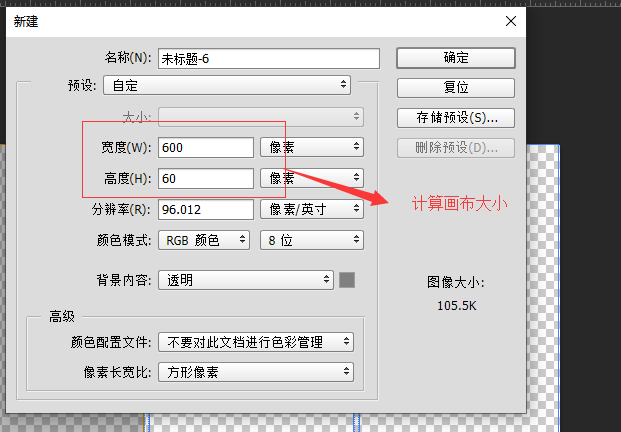 新建
名称(N): 未标题-6
确定
预设: 自定
复位
大小:
存储预设(S)...
宽度(W): 600 像素
删除预设(D)...
高度(H): 60 像素
计算画布大小
分辨率(R): 96.012 像素/英寸
颜色模式: RGB 颜色 8 位
背景内容: 透明
图像大小:
105.5K
高级
颜色配置文件: 不要对此文档进行色彩管理
像素长宽比: 方形像素